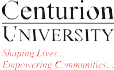 Centurion
UNIVERSITY
Shaping Lives...
Empowering Communities...